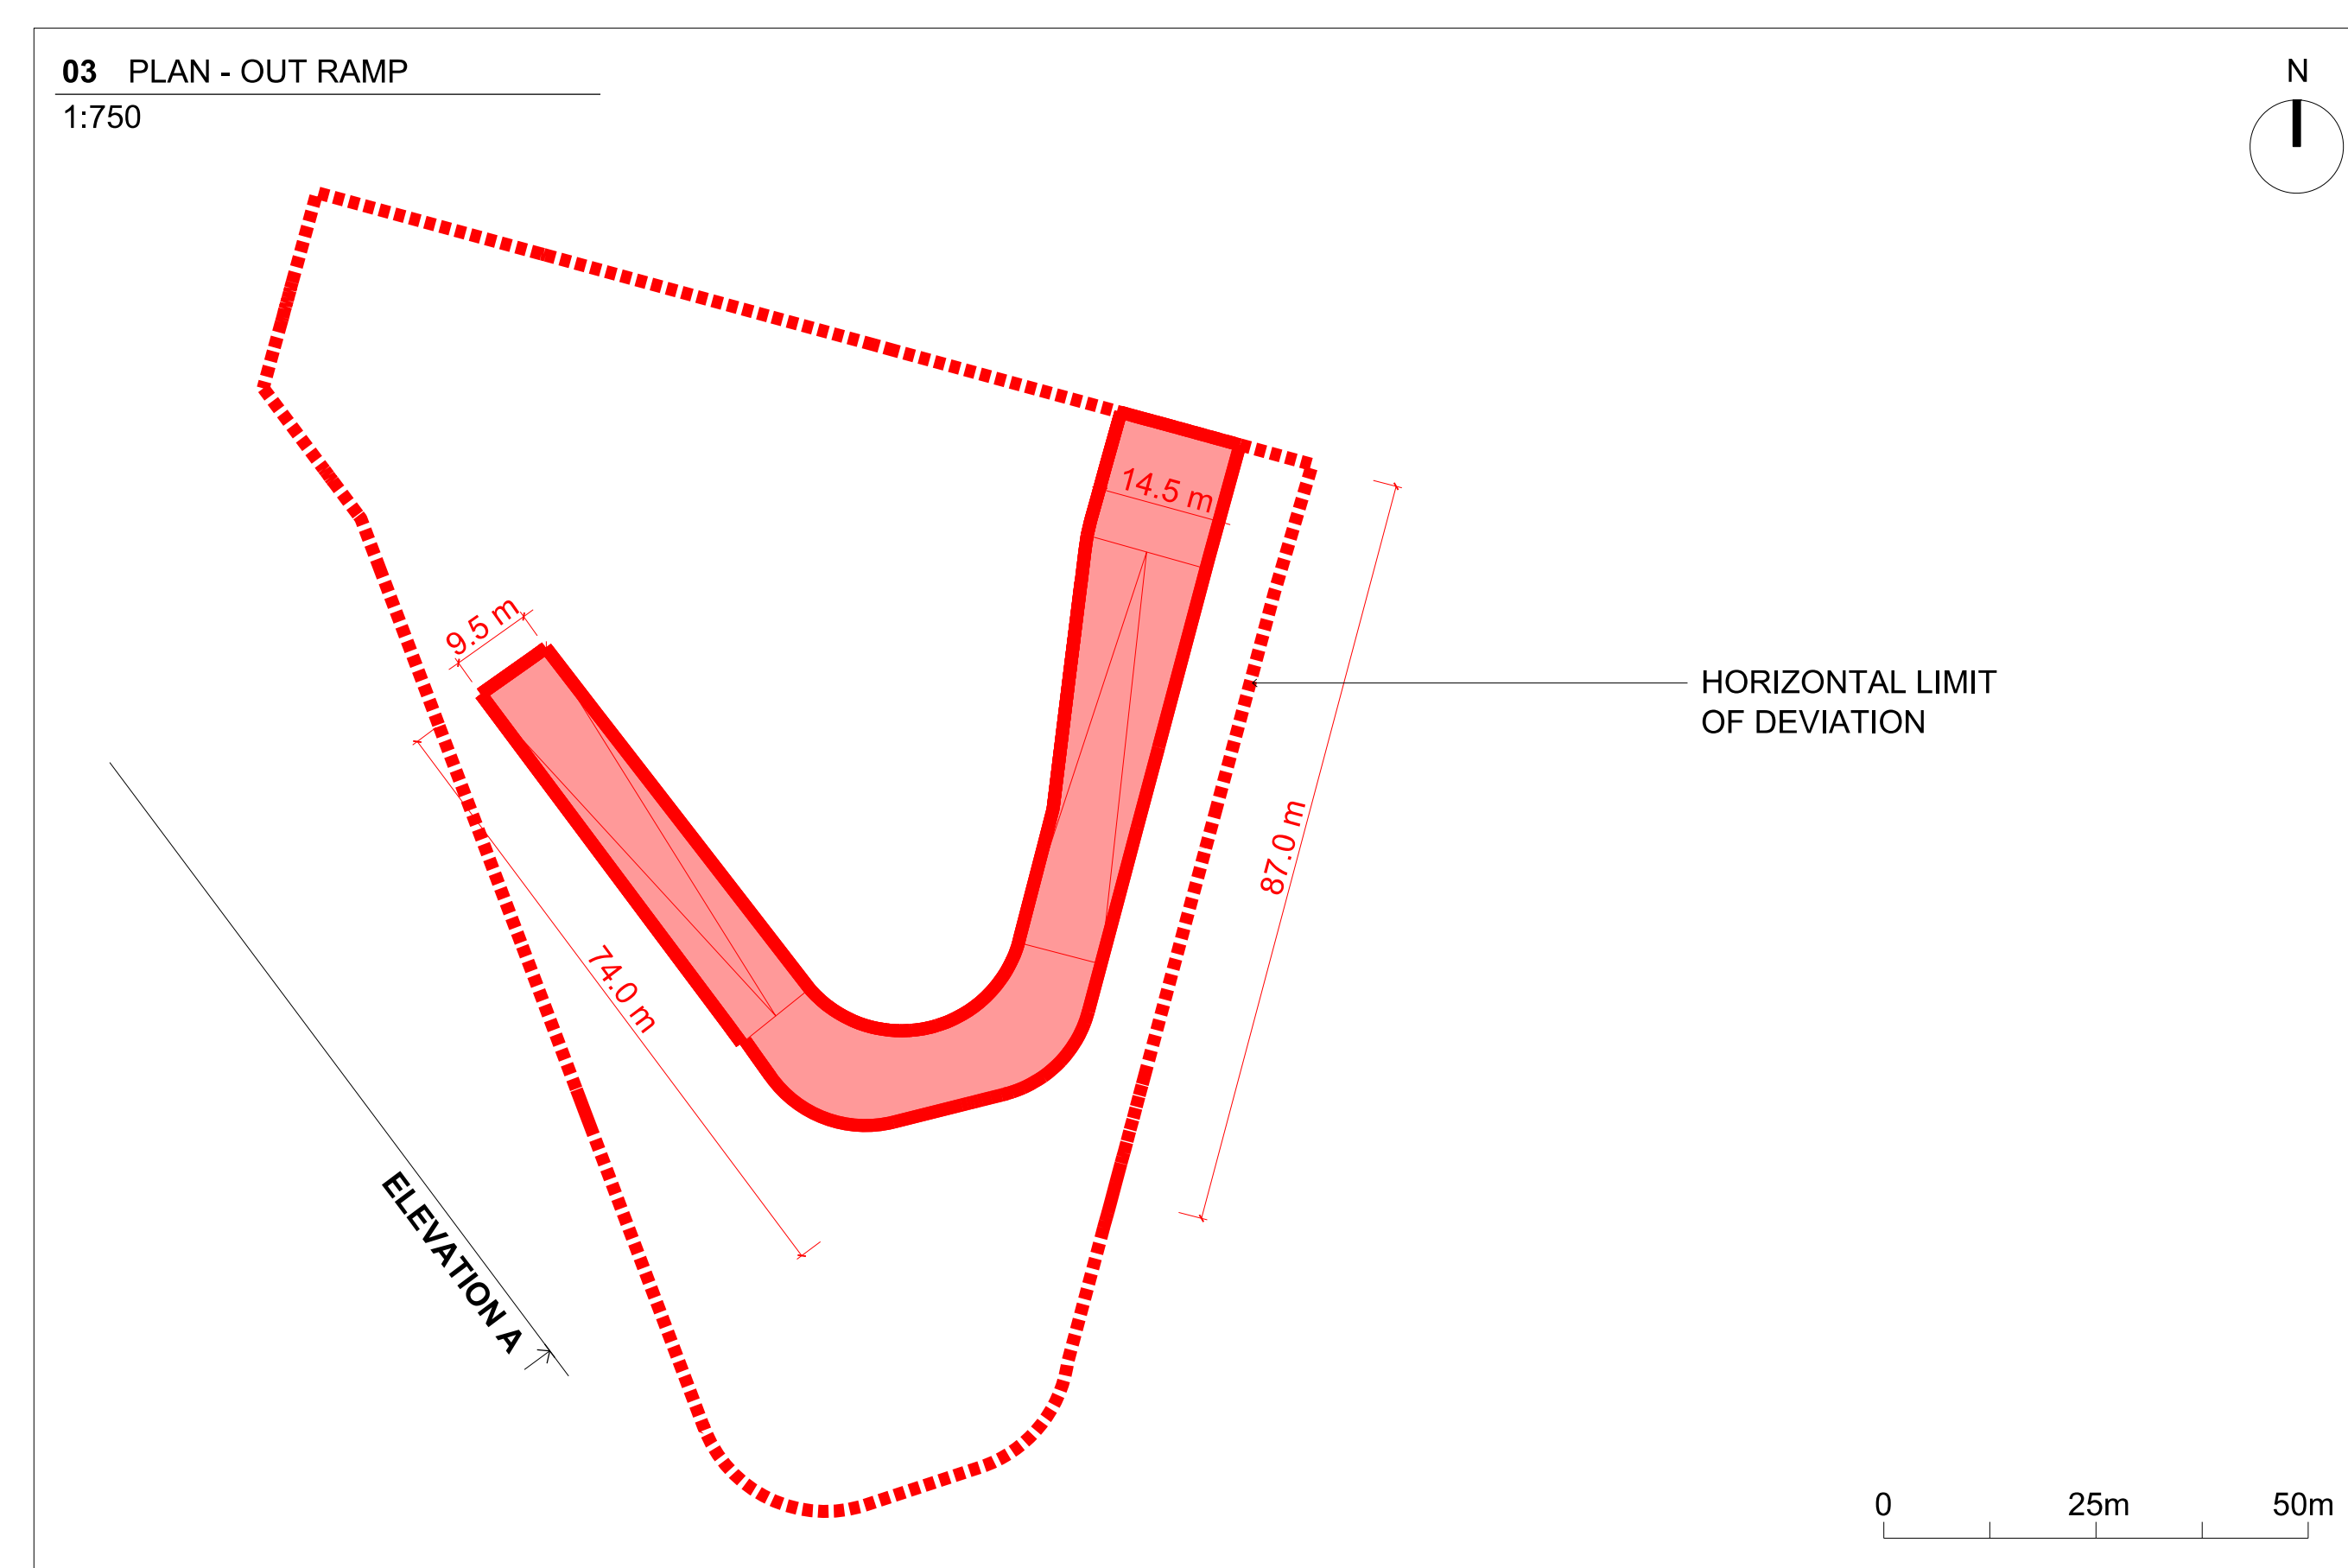 03 PLAN - OUT RAMP
1:750
N
14.5 m
9.5 m
HORIZONTAL LIMIT
OF DEVIATION
87.0 m
74.0 m
ELEVATION A
0 25m 50m